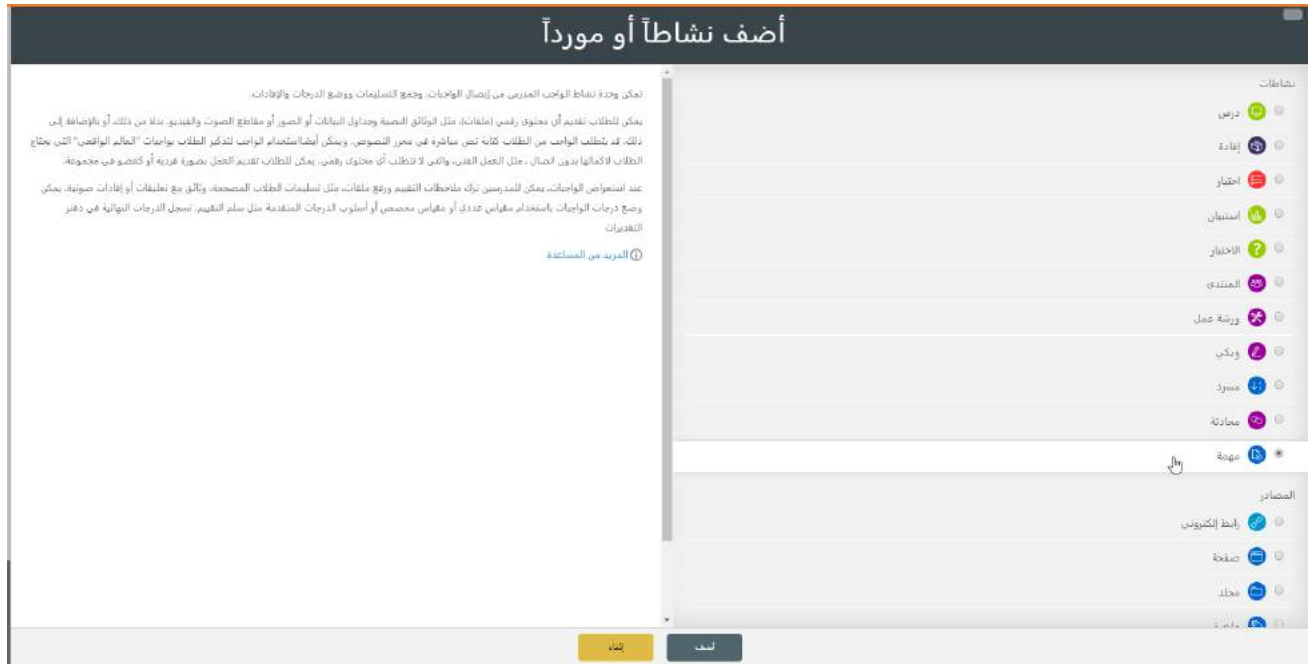 أضف نشاطاً أو مورداً
نشاطات
درس
إفادة
اختبار
استبيان
الاختبار
المنتدى
ورشة عمل
ويكي
مسرد
محادثة
مهمة
المصادر
رابط إلكتروني
صفحة
مجلد
تمكن وحدة نشاط الواجب المدرس من إيصال الواجبات، وجمع التسليمات ووضع الدرجات والإفادات.
يمكن للطلاب تقديم أي محتوى رقمي (ملفات)، مثل الوثائق النصية وجداول البيانات أو الصور أو مقاطع الصوت والفيديو. بدلا من ذلك، أو بالإضافة إلى
ذلك، قد يتطلب الواجب من الطلاب كتابة نص مباشرة في محرر النصوص، ويمكن أيضااستخدام الواجب لتذكير الطلاب بواجبات "العالم الواقعي" التي يحتاج
الطلاب لاكمالها بدون اتصال ، مثل العمل الفني، والتي لا تتطلب أي محتوى رقمي، يمكن للطلاب تقديم العمل بصورة فردية أو كعضو في مجموعة.
عند استعراض الواجبات، يمكن للمدرسين ترك ملاحظات التقييم ورفع ملفات، مثل تسليمات الطلاب المصححة، وثائق مع تعليقات أو إفادات صوتية. يمكن
وضع درجات الواجبات باستخدام مقياس عددي أو مقياس مخصص أو أسلوب الدرجات المتقدمة مثل سلم التقييم. تسجل الدرجات النهائية في دفتر
التقديرات
المزيد من المساعدة
أضف
إلغاء